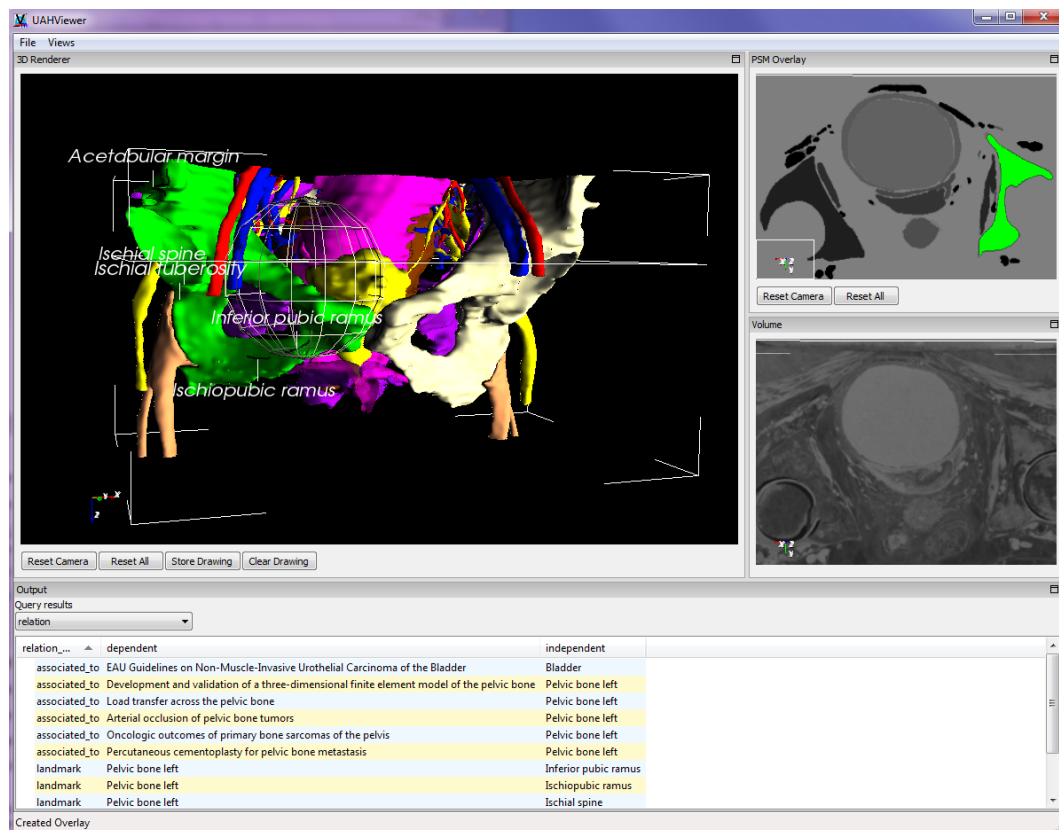 UAHViewer
File Views
3D Renderer
PSM Overlay
Acetabular margin
Ischial spine
Ischial tuberosity
Inferior pubic ramus
Ischiopubic ramus
Y X
Z
X Z
Y
Reset Camera Reset All
Volume
X Z
Y
Reset Camera Reset All Store Drawing Clear Drawing
Output
Query results
relation
relation_... dependent independent
associated_to EAU Guidelines on Non-Muscle-Invasive Urothelial Carcinoma of the Bladder Bladder
associated_to Development and validation of a three-dimensional finite element model of the pelvic bone Pelvic bone left
associated_to Load transfer across the pelvic bone Pelvic bone left
associated_to Arterial occlusion of pelvic bone tumors Pelvic bone left
associated_to Oncologic outcomes of primary bone sarcomas of the pelvis Pelvic bone left
associated_to Percutaneous cementoplasty for pelvic bone metastasis Pelvic bone left
landmark Pelvic bone left Inferior pubic ramus
landmark Pelvic bone left Ischiopubic ramus
landmark Pelvic bone left Ischial spine
Created Overlay